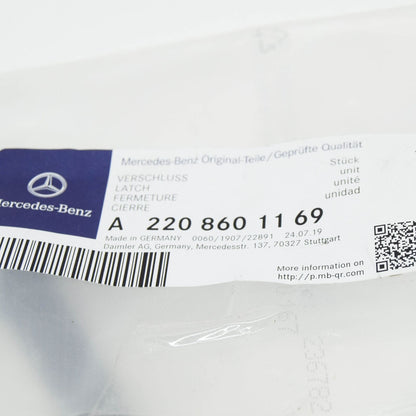 Mercedes-Benz Original-Teile/Geprüfte Qualität
VERSCHLUSS
LATCH
FERMETURE
CIERRE
Stück
unit
unité
unidad
Mercedes-Benz
A 220 860 11 69
Made in GERMANY 0060/1907/22891 24.07.19
Daimler AG, Germany, Mercedesstr. 137, 70327 Stuttgart
More information on
http://p.mb-qr.com/